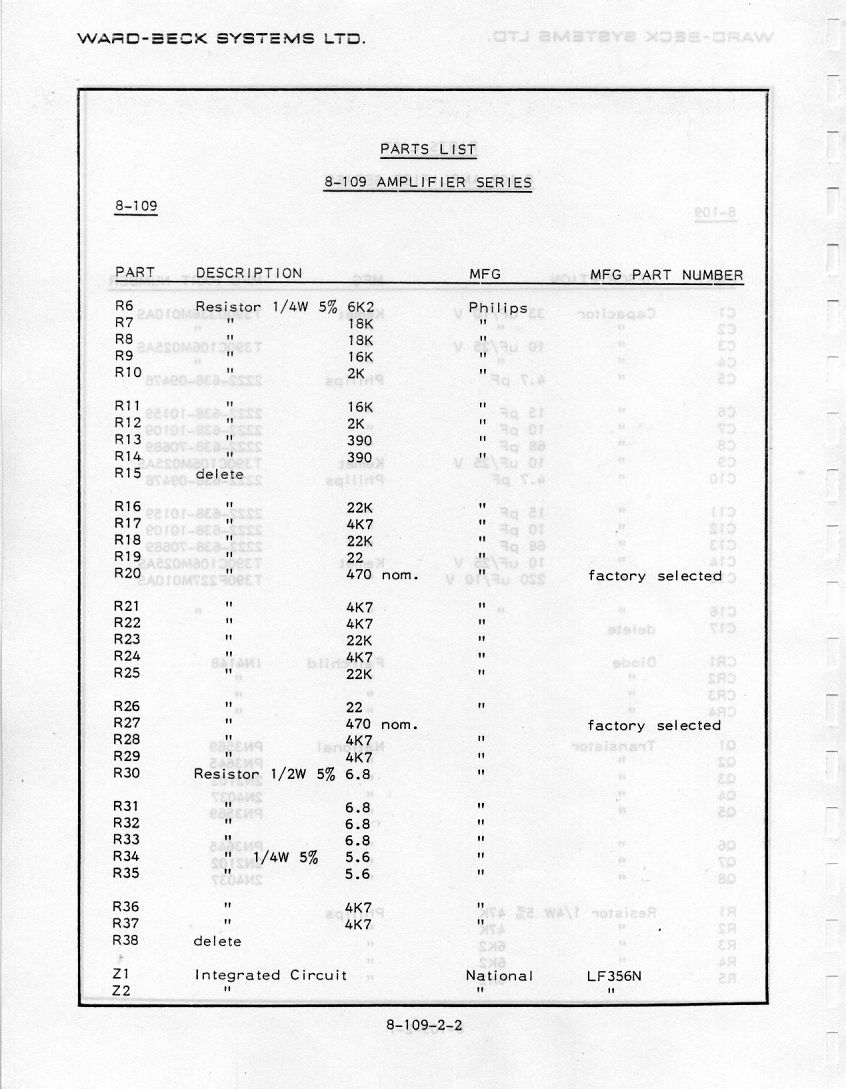 WARD-BECK SYSTEMS LTD.
PARTS LIST
8-109 AMPLIFIER SERIES
8-109
PART DESCRIPTION MFG MFG PART NUMBER
R6 Resistor 1/4W 5% 6K2 Philips
R7 " 18K "
R8 " 18K "
R9 " 16K "
R10 " 2K "
R11 " 16K "
R12 " 2K "
R13 " 390 "
R14 " 390 "
R15 delete
R16 " 22K "
R17 " 4K7 "
R18 " 22K "
R19 " 22 "
R20 " 470 nom. " factory selected
R21 " 4K7 "
R22 " 4K7 "
R23 " 22K "
R24 " 4K7 "
R25 " 22K "
R26 " 22 "
R27 " 470 nom. factory selected
R28 " 4K7 "
R29 " 4K7 "
R30 Resistor 1/2W 5% 6.8 "
R31 " 6.8 "
R32 " 6.8 "
R33 " 6.8 "
R34 " 1/4W 5% 5.6 "
R35 " 5.6 "
R36 " 4K7 "
R37 " 4K7 "
R38 delete
Z1 Integrated Circuit National LF356N
Z2 " " "
8-109-2-2